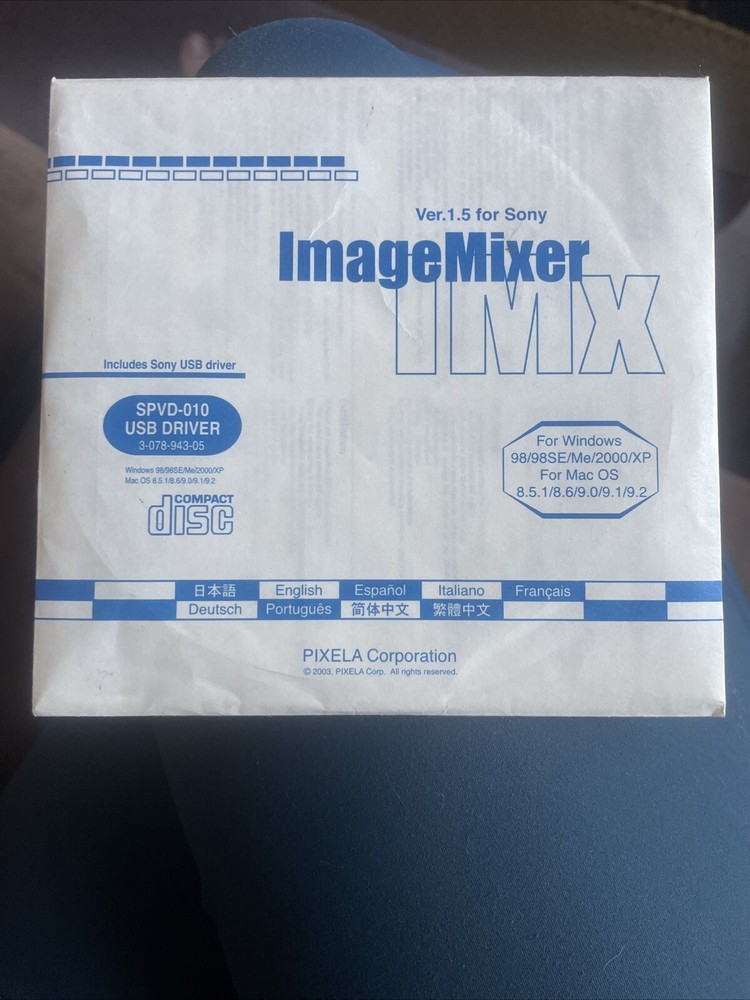 Ver.1.5 for Sony
ImageMixer
IMx
Includes Sony USB driver
SPVD-010
USB DRIVER
3-078-943-05
Windows 98/98SE/Me/2000/XP
Mac OS 8.5.1/8.6/9.0/9.1/9.2
COMPACT
disc
For Windows
98/98SE/Me/2000/XP
For Mac OS
8.5.1/8.6/9.0/9.1/9.2
日本語 English Español Italiano Français
Deutsch Português 简体中文 繁體中文
PIXELA Corporation
© 2003, PIXELA Corp. All rights reserved.